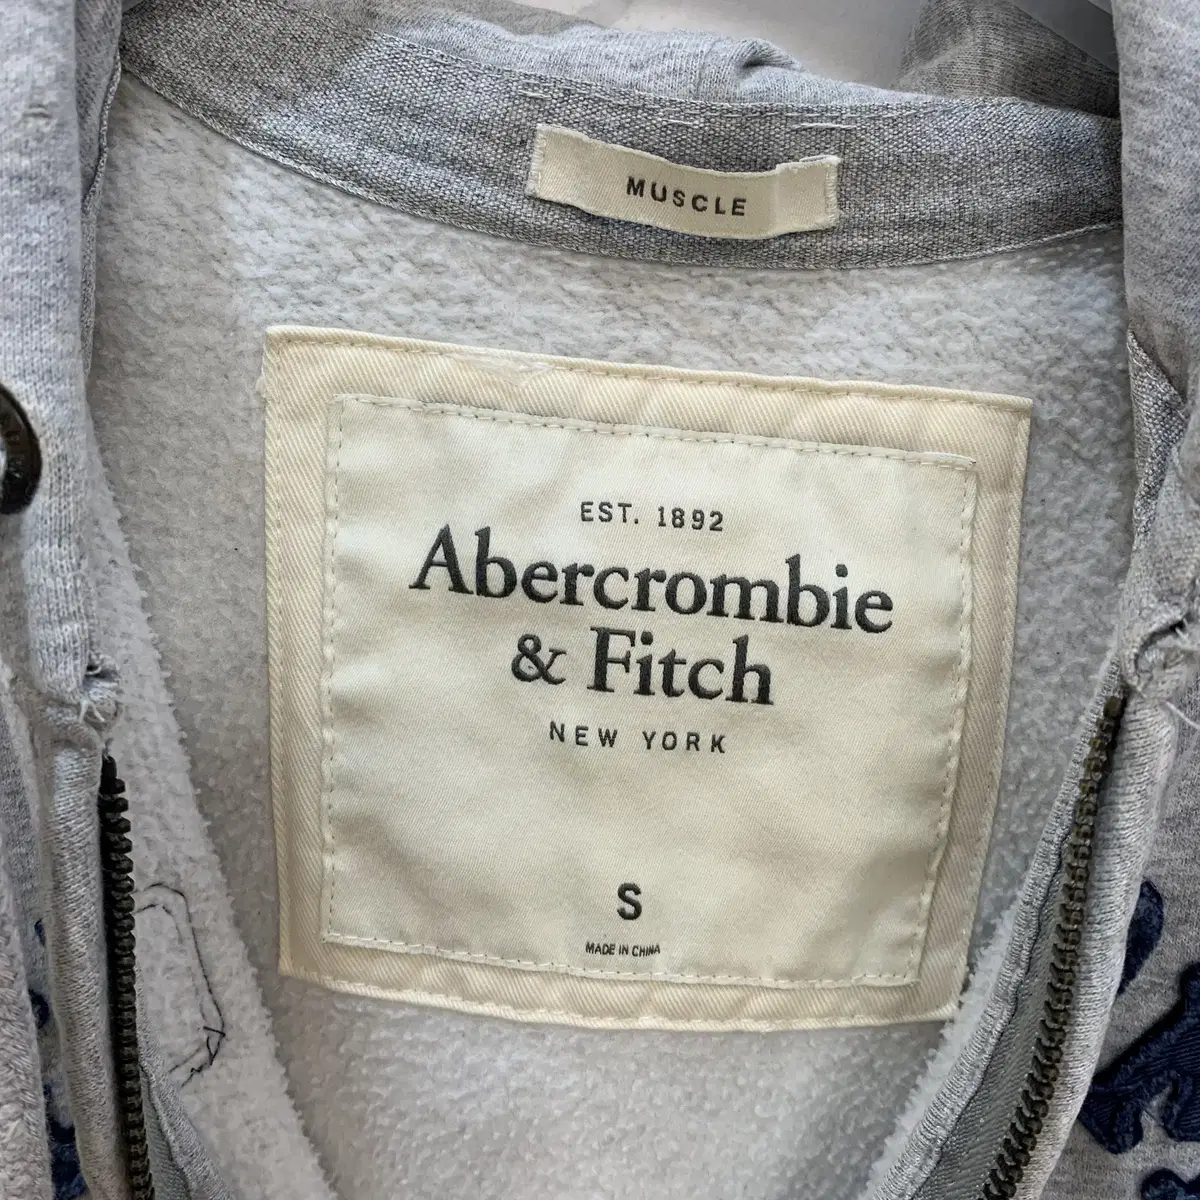 MUSCLE
EST. 1892
Abercrombie
& Fitch
NEW YORK
S
MADE IN CHINA